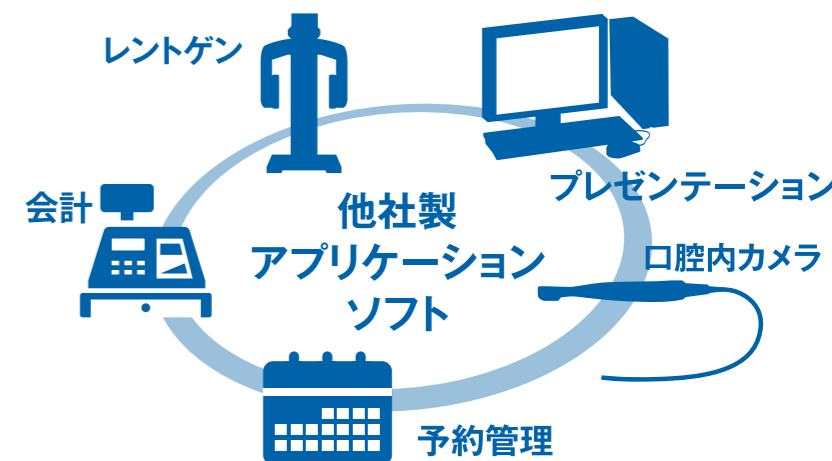 レントゲン
プレゼンテーション
会計
他社製
アプリケーション
ソフト
口腔内カメラ
予約管理